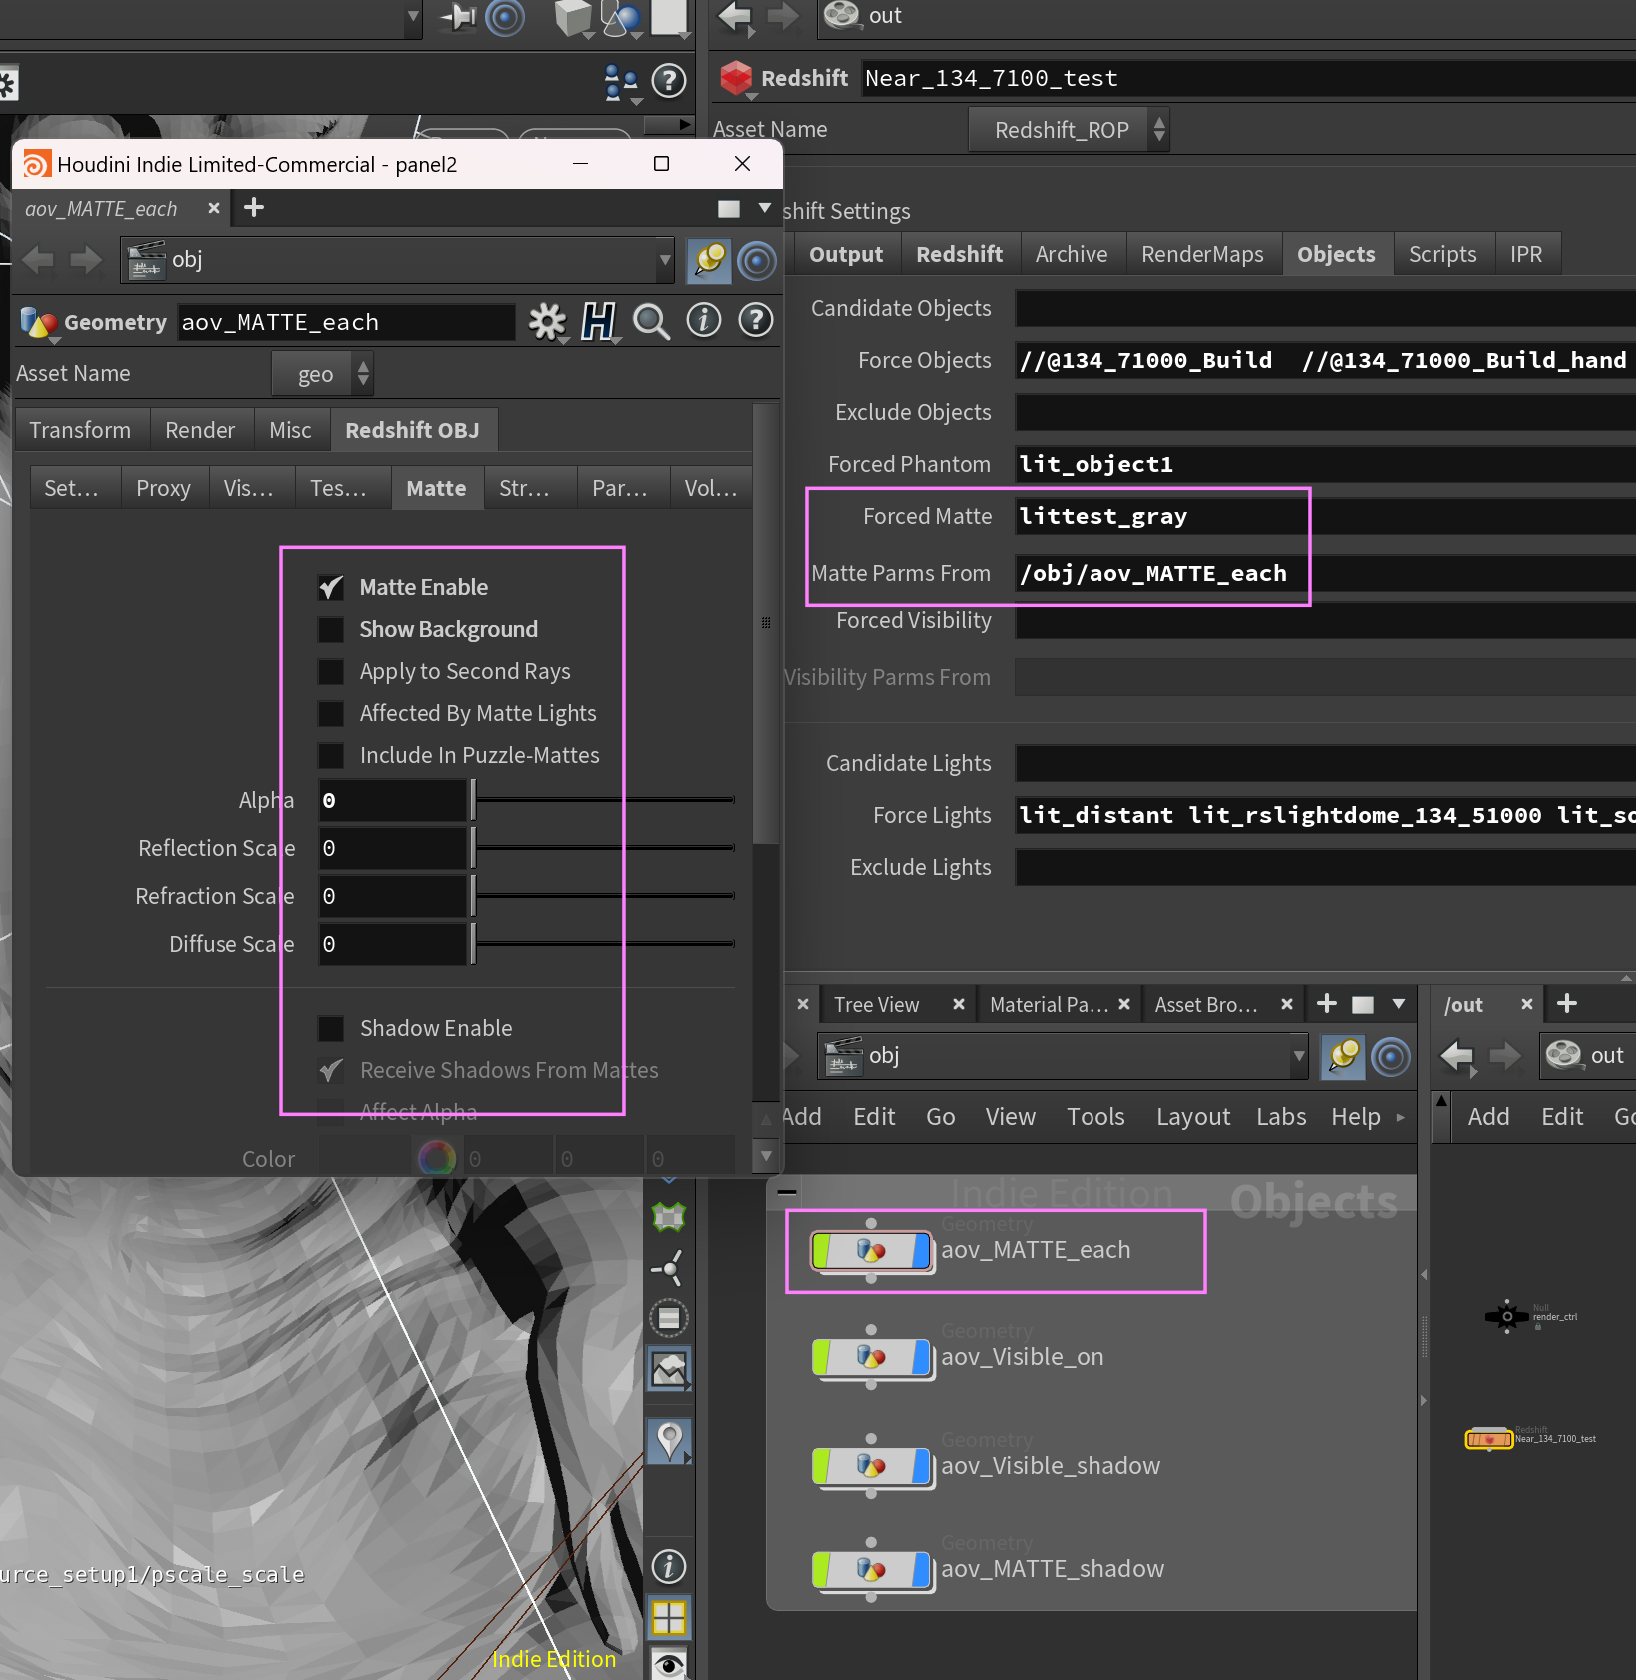 out
Redshift Near_134_7100_test
Asset Name Redshift_ROP
Houdini Indie Limited-Commercial - panel2
aov_MATTE_each
obj
Geometry aov_MATTE_each
Asset Name geo
Transform Render Misc Redshift OBJ
Set... Proxy Vis... Tes... Matte Str... Par... Vol...
Matte Enable
Show Background
Apply to Second Rays
Affected By Matte Lights
Include In Puzzle-Mattes
Alpha 0
Reflection Scale 0
Refraction Scale 0
Diffuse Scale 0
Shadow Enable
Receive Shadows From Mattes
Affect Alpha
Color 0 0 0
shift Settings
Output Redshift Archive RenderMaps Objects Scripts IPR
Candidate Objects
Force Objects //@134_71000_Build //@134_71000_Build_hand
Exclude Objects
Forced Phantom lit_object1
Forced Matte littest_gray
Matte Parms From /obj/aov_MATTE_each
Forced Visibility
Visibility Parms From
Candidate Lights
Force Lights lit_distant lit_rslightdome_134_51000 lit_sc
Exclude Lights
Tree View Material Pa... Asset Bro...
obj
Add Edit Go View Tools Layout Labs Help
Indie Edition Objects
Geometry
aov_MATTE_each
Geometry
aov_Visible_on
Geometry
aov_Visible_shadow
Geometry
aov_MATTE_shadow
/out
out
Add Edit Go
Null
render_ctrl
Redshift
Near_134_7100_test
urce_setup1/pscale_scale
Indie Edition